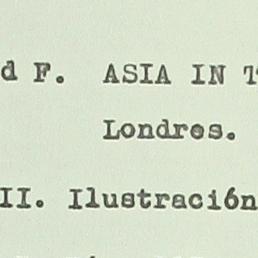 d F. ASIA IN
Londres.
II. Ilustración